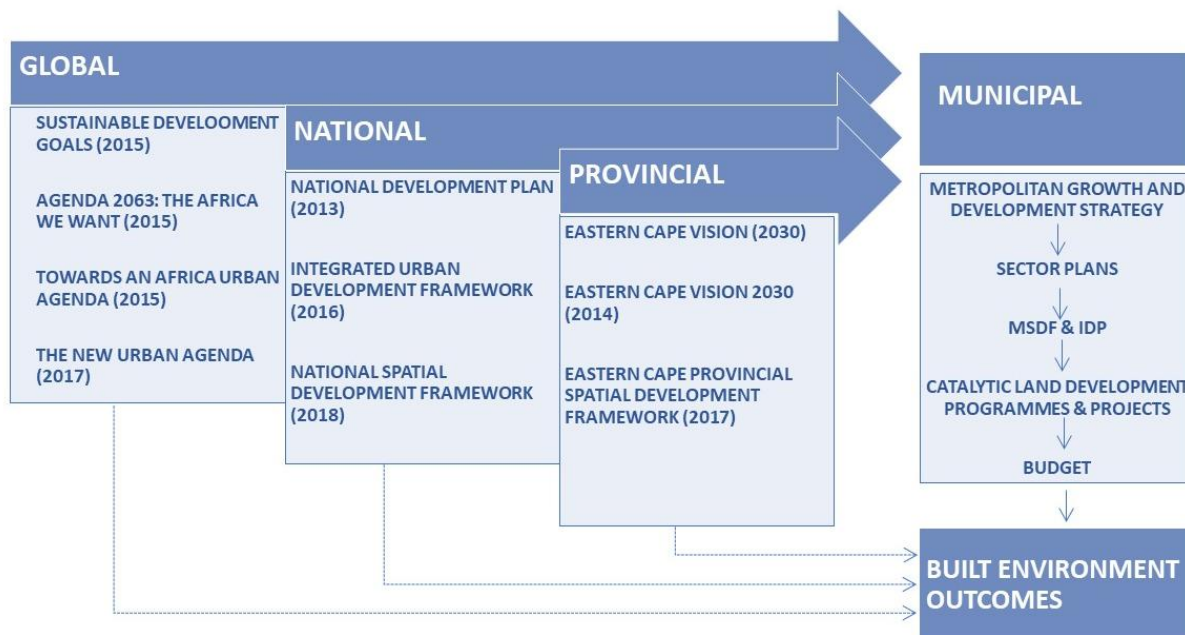 GLOBAL
SUSTAINABLE DEVELOOMENT
GOALS (2015)
AGENDA 2063: THE AFRICA
WE WANT (2015)
TOWARDS AN AFRICA URBAN
AGENDA (2015)
THE NEW URBAN AGENDA
(2017)
NATIONAL
NATIONAL DEVELOPMENT PLAN
(2013)
INTEGRATED URBAN
DEVELOPMENT FRAMEWORK
(2016)
NATIONAL SPATIAL
DEVELOPMENT FRAMEWORK
(2018)
PROVINCIAL
EASTERN CAPE VISION (2030)
EASTERN CAPE VISION 2030
(2014)
EASTERN CAPE PROVINCIAL
SPATIAL DEVELOPMENT
FRAMEWORK (2017)
MUNICIPAL
METROPOLITAN GROWTH AND
DEVELOPMENT STRATEGY
SECTOR PLANS
MSDF & IDP
CATALYTIC LAND DEVELOPMENT
PROGRAMMES & PROJECTS
BUDGET
BUILT ENVIRONMENT
OUTCOMES